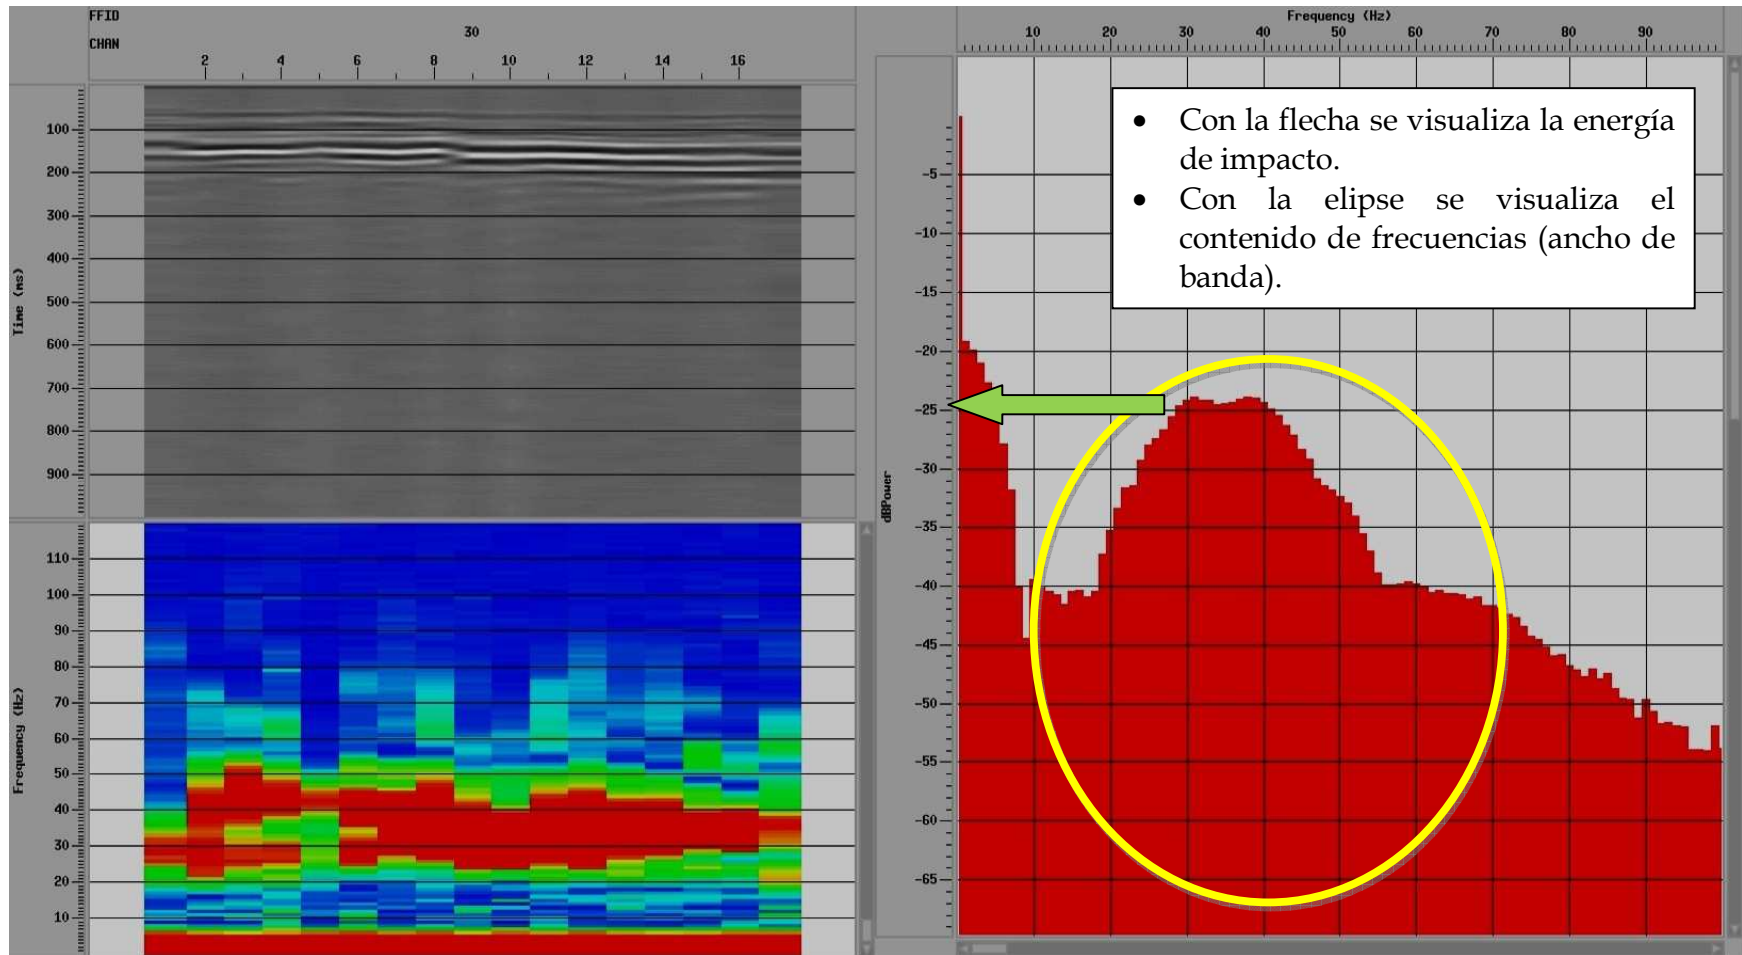 FFID
30
CHAN
2 4 6 8 10 12 14 16
Time (ms)
100
200
300
400
500
600
700
800
900
Frequency (Hz)
110
100
90
80
70
60
50
40
30
20
10
Frequency (Hz)
10 20 30 40 50 60 70 80 90
dBPower
-5
-10
-15
-20
-25
-30
-35
-40
-45
-50
-55
-60
-65
• Con la flecha se visualiza la energía
de impacto.
• Con la elipse se visualiza el
contenido de frecuencias (ancho de
banda).